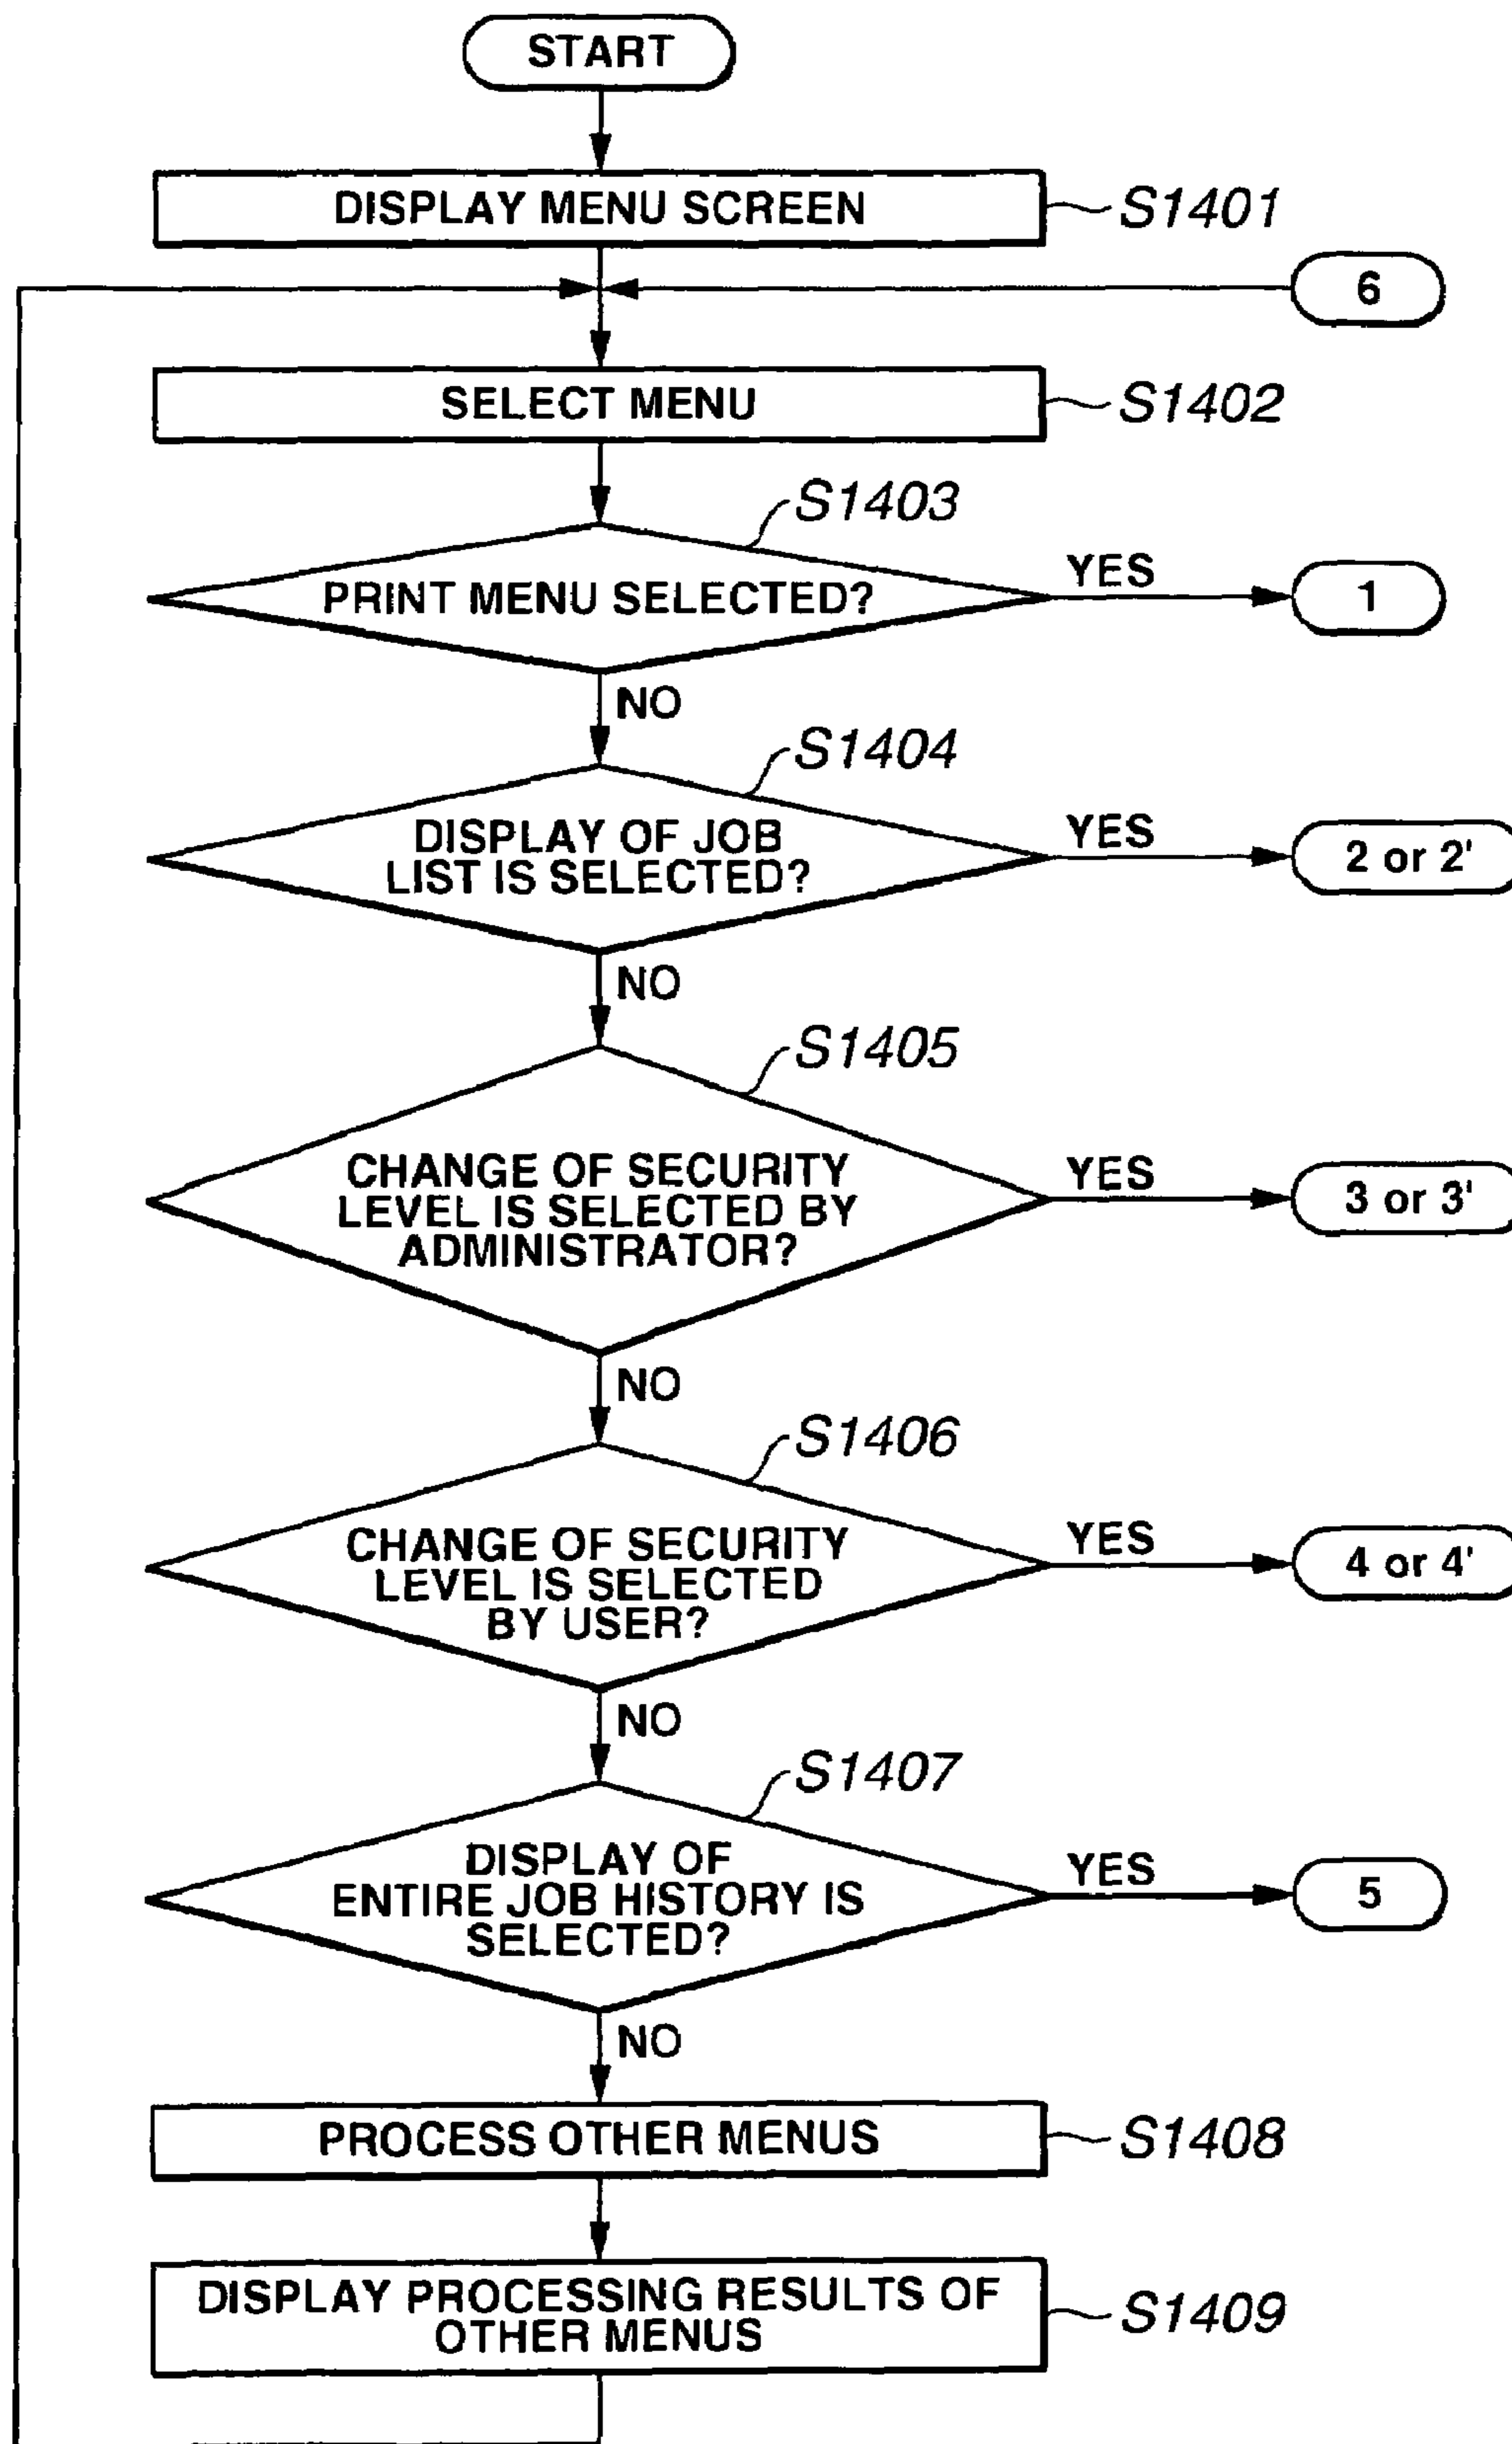 START
DISPLAY MENU SCREEN
S1401
6
SELECT MENU
S1402
S1403
PRINT MENU SELECTED?
YES
1
NO
S1404
DISPLAY OF JOB
LIST IS SELECTED?
YES
2 or 2'
NO
S1405
CHANGE OF SECURITY
LEVEL IS SELECTED BY
ADMINISTRATOR?
YES
3 or 3'
NO
S1406
CHANGE OF SECURITY
LEVEL IS SELECTED
BY USER?
YES
4 or 4'
NO
S1407
DISPLAY OF
ENTIRE JOB HISTORY IS
SELECTED?
YES
5
NO
PROCESS OTHER MENUS
S1408
DISPLAY PROCESSING RESULTS OF
OTHER MENUS
S1409